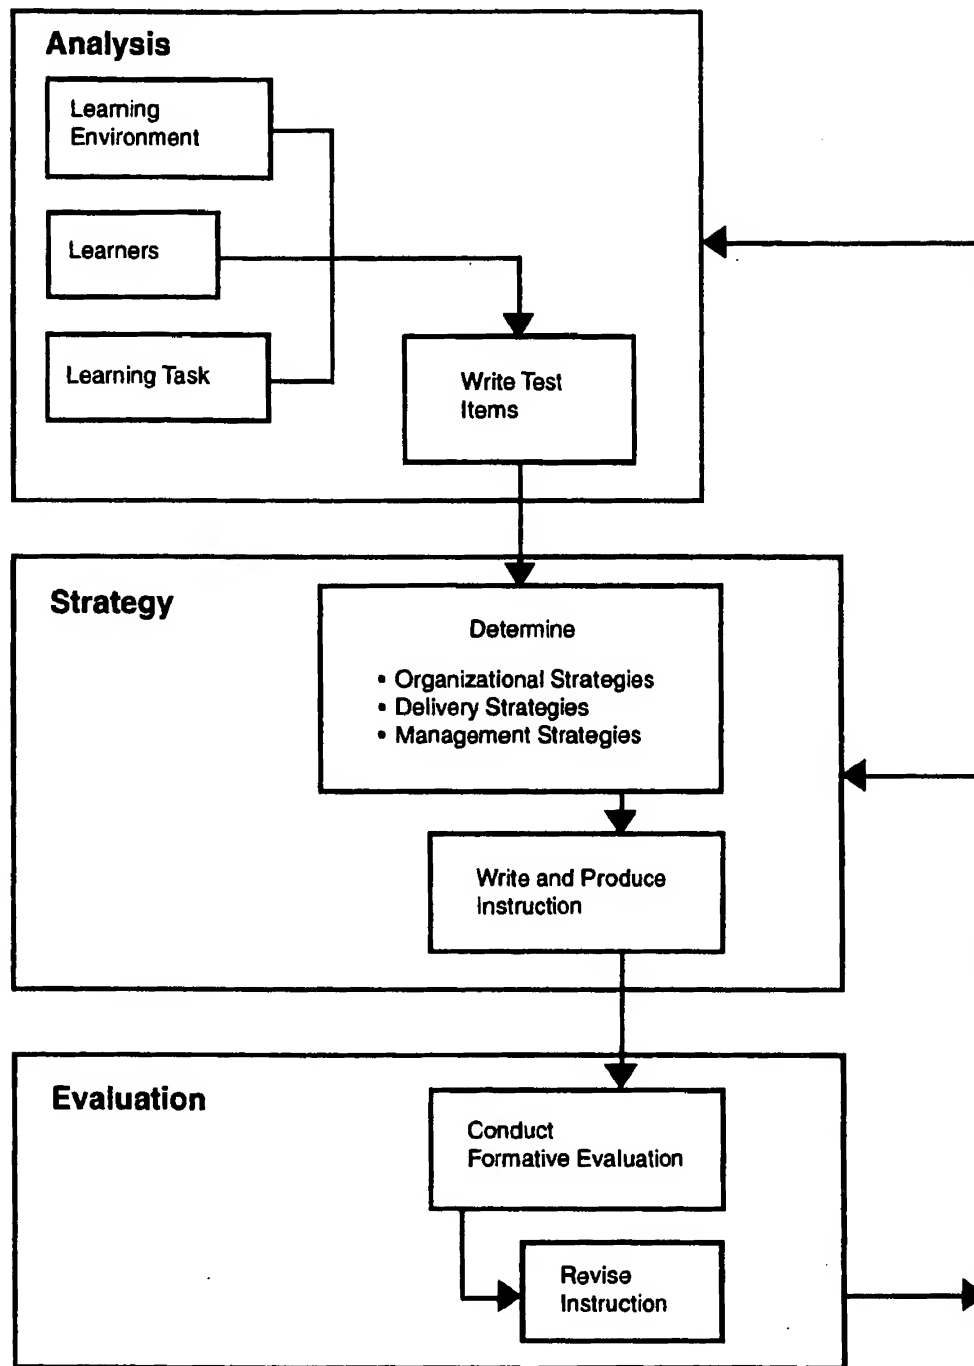 Analysis
Learning
Environment
Learners
Learning Task
Write Test
Items
Strategy
Determine
• Organizational Strategies
• Delivery Strategies
• Management Strategies
Write and Produce
Instruction
Evaluation
Conduct
Formative Evaluation
Revise
Instruction